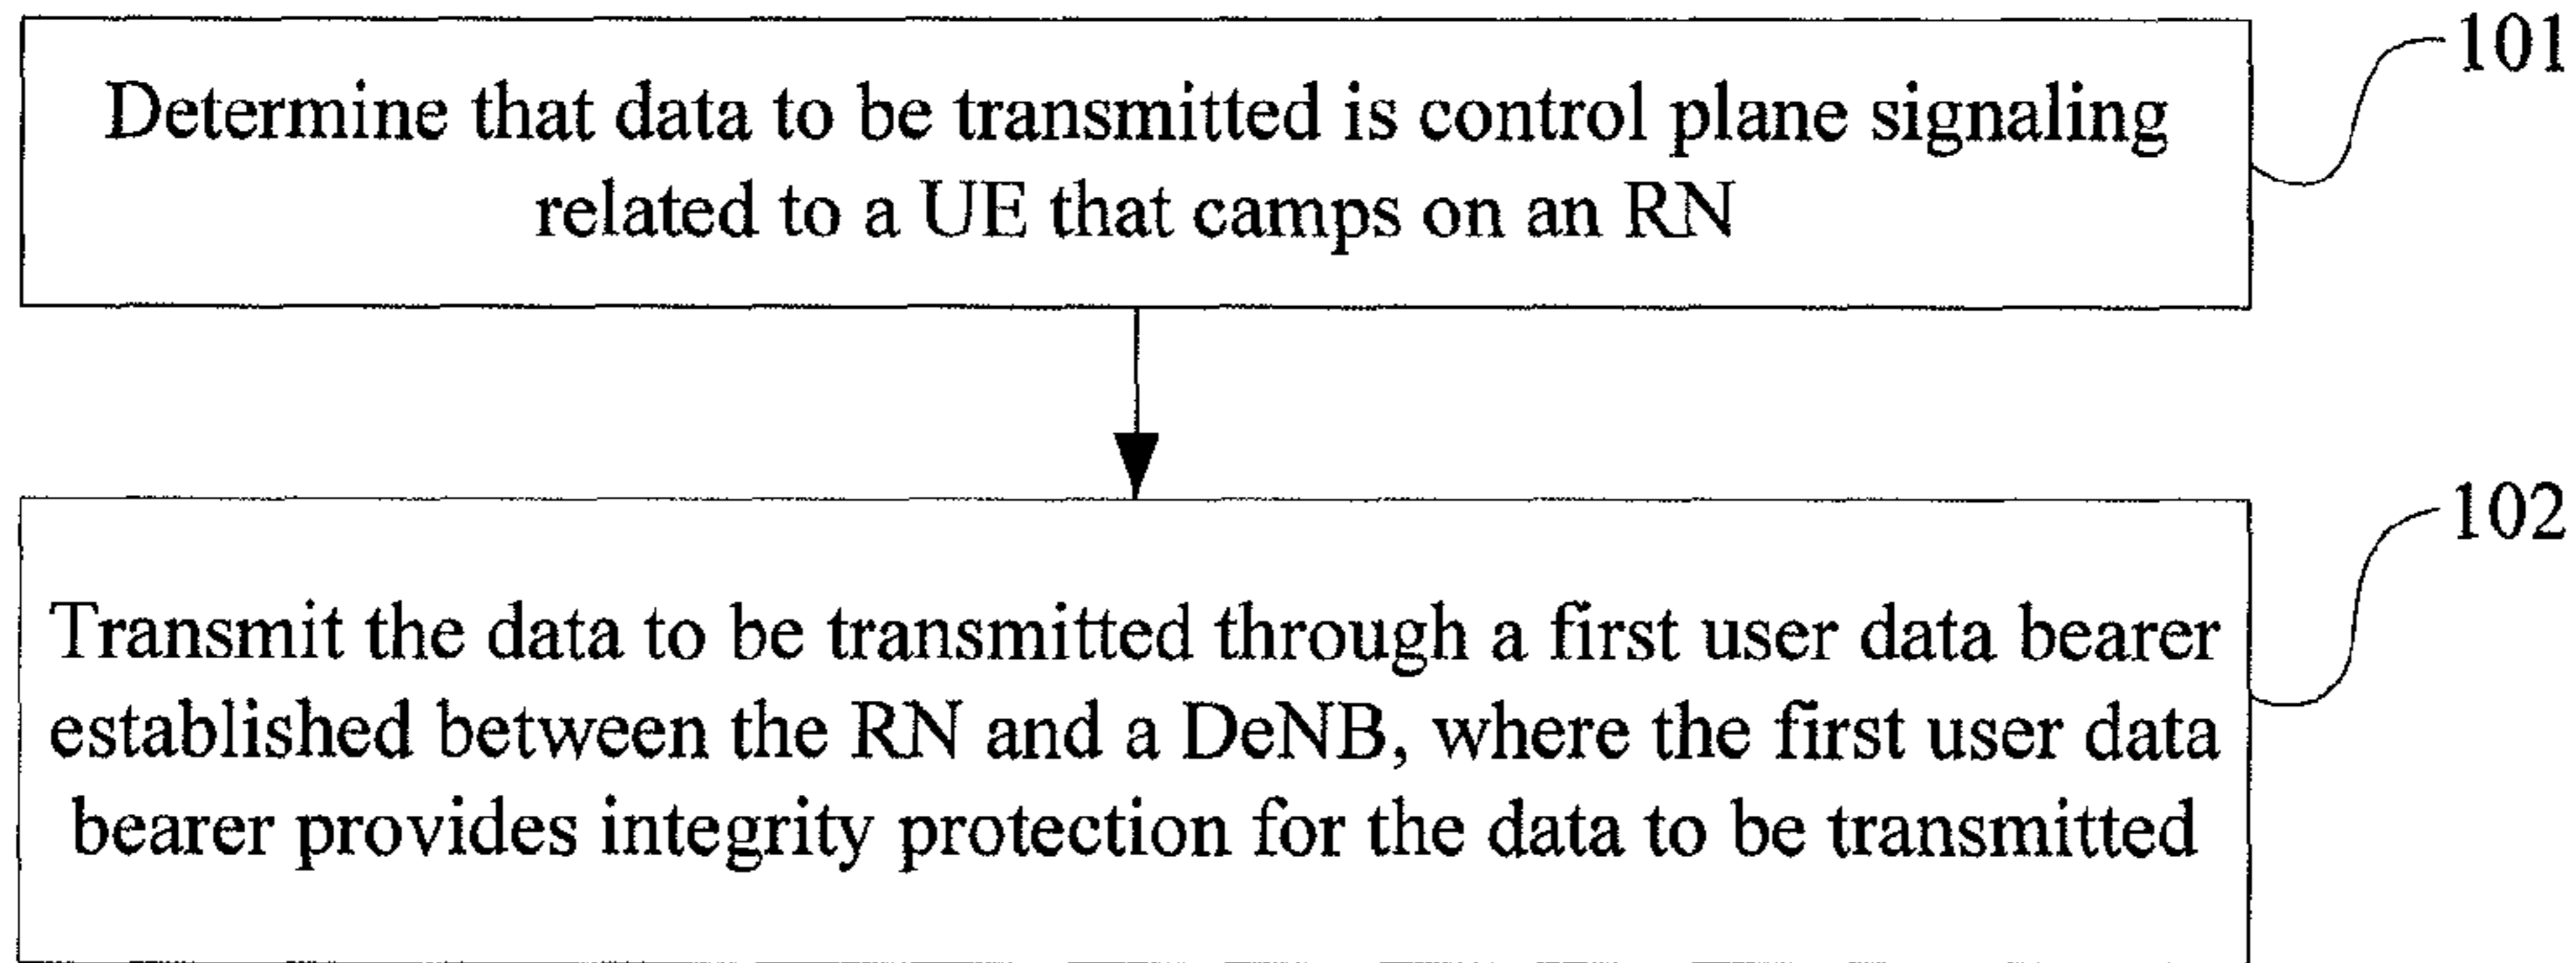 101
Determine that data to be transmitted is control plane signaling
related to a UE that camps on an RN
102
Transmit the data to be transmitted through a first user data bearer
established between the RN and a DeNB, where the first user data
bearer provides integrity protection for the data to be transmitted